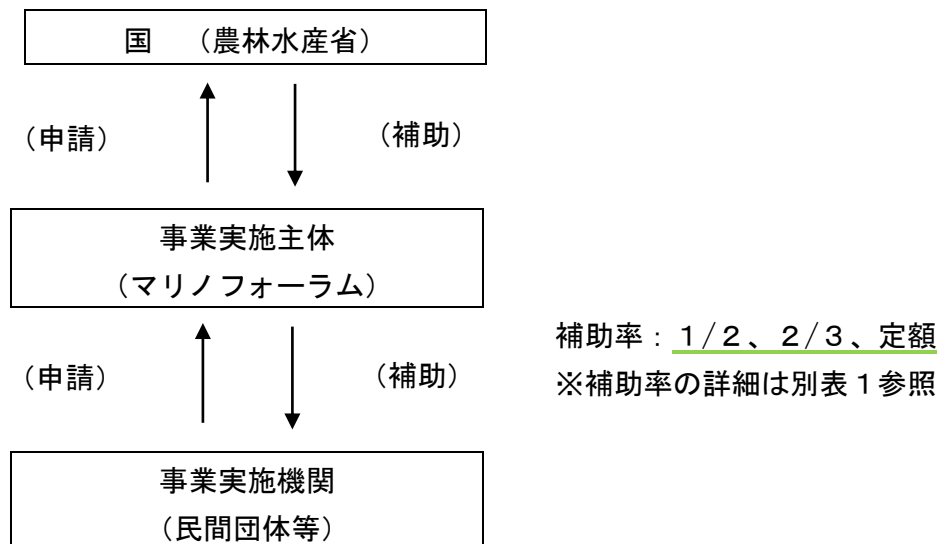 国　（農林水産省）
（申請）　（補助）
事業実施主体
（マリノフォーラム）
補助率：１/２、２/３、定額
（申請）　（補助）
※補助率の詳細は別表１参照
事業実施機関
（民間団体等）